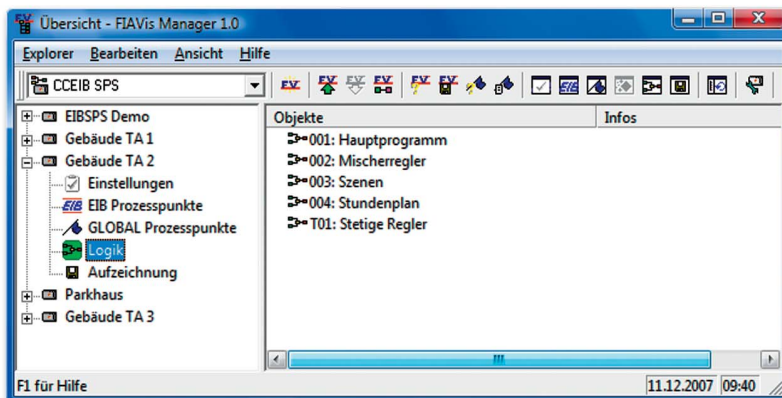 Übersicht - FIAVis Manager 1.0
Explorer Bearbeiten Ansicht Hilfe
CCEIB SPS
EIBSPS Demo
Gebäude TA 1
Gebäude TA 2
Einstellungen
EIB Prozesspunkte
GLOBAL Prozesspunkte
Logik
Aufzeichnung
Parkhaus
Gebäude TA 3
Objekte Infos
001: Hauptprogramm
002: Mischerregler
003: Szenen
004: Stundenplan
T01: Stetige Regler
F1 für Hilfe 11.12.2007 09:40